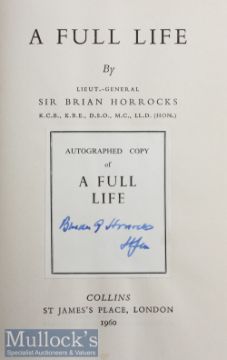 A FULL LIFE
By
LIEUT.-GENERAL
SIR BRIAN HORROCKS
K.C.B., K.B.E., D.S.O., M.C., LL.D. (HON.)
AUTOGRAPHED COPY
of
A FULL
LIFE
Brian G Horrocks
COLLINS
ST JAMES'S PLACE, LONDON
1960
Mullock's
Specialist Auctioneers & Valuers